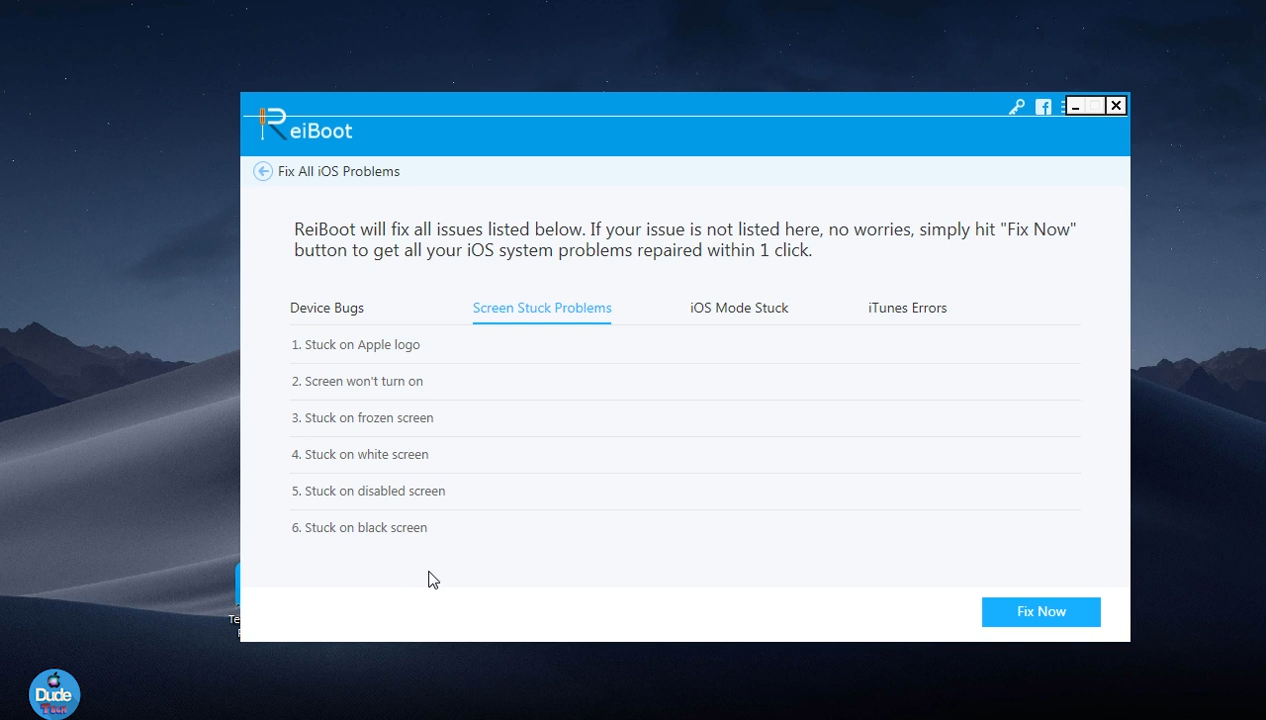 ReiBoot
Fix All iOS Problems
ReiBoot will fix all issues listed below. If your issue is not listed here, no worries, simply hit "Fix Now"
button to get all your iOS system problems repaired within 1 click.
Device Bugs
Screen Stuck Problems
iOS Mode Stuck
iTunes Errors
1. Stuck on Apple logo
2. Screen won't turn on
3. Stuck on frozen screen
4. Stuck on white screen
5. Stuck on disabled screen
6. Stuck on black screen
Fix Now
Te
Dude
Tech